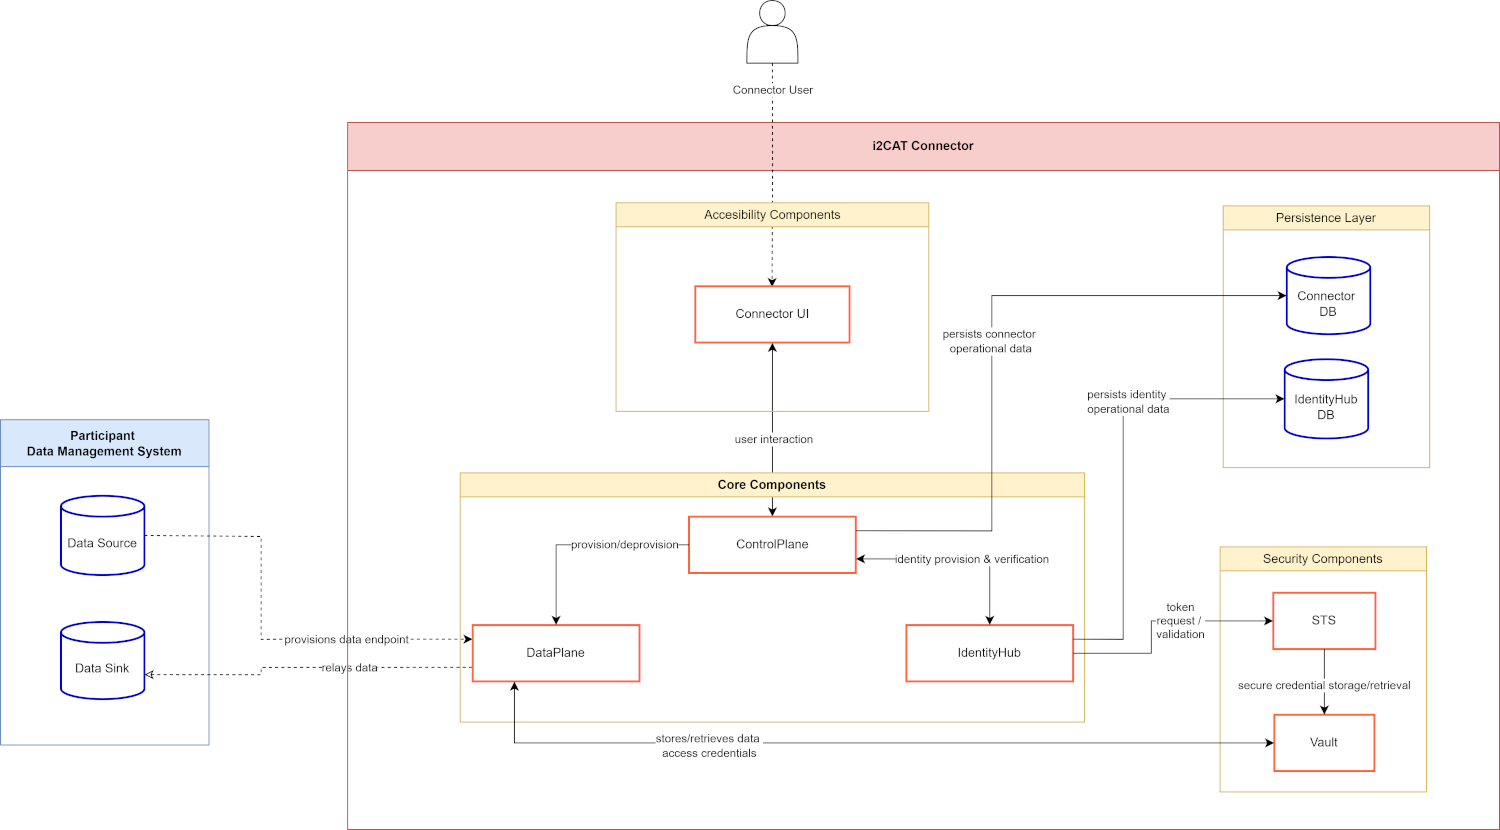 Connector User
i2CAT Connector
Accesibility Components
Connector UI
Persistence Layer
Connector
DB
persists connector
operational data
IdentityHub
DB
persists identity
operational data
user interaction
Participant
Data Management System
Data Source
Data Sink
Core Components
ControlPlane
provision/deprovision
identity provision & verification
provisions data endpoint
relays data
DataPlane
IdentityHub
token
request /
validation
Security Components
STS
secure credential storage/retrieval
Vault
stores/retrieves data
access credentials